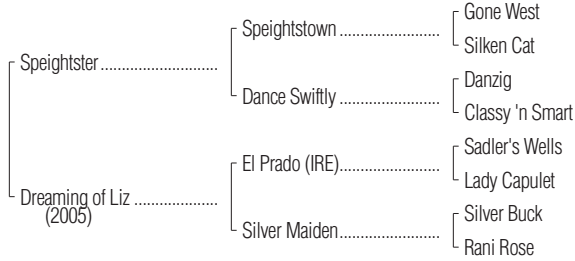 Gone West
Speightstown ........................
Silken Cat
Speightster............................
Danzig
Dance Swiftly ........................
Classy 'n Smart
Sadler's Wells
El Prado (IRE)........................
Lady Capulet
Dreaming of Liz ....................
(2005)
Silver Buck
Silver Maiden........................
Rani Rose